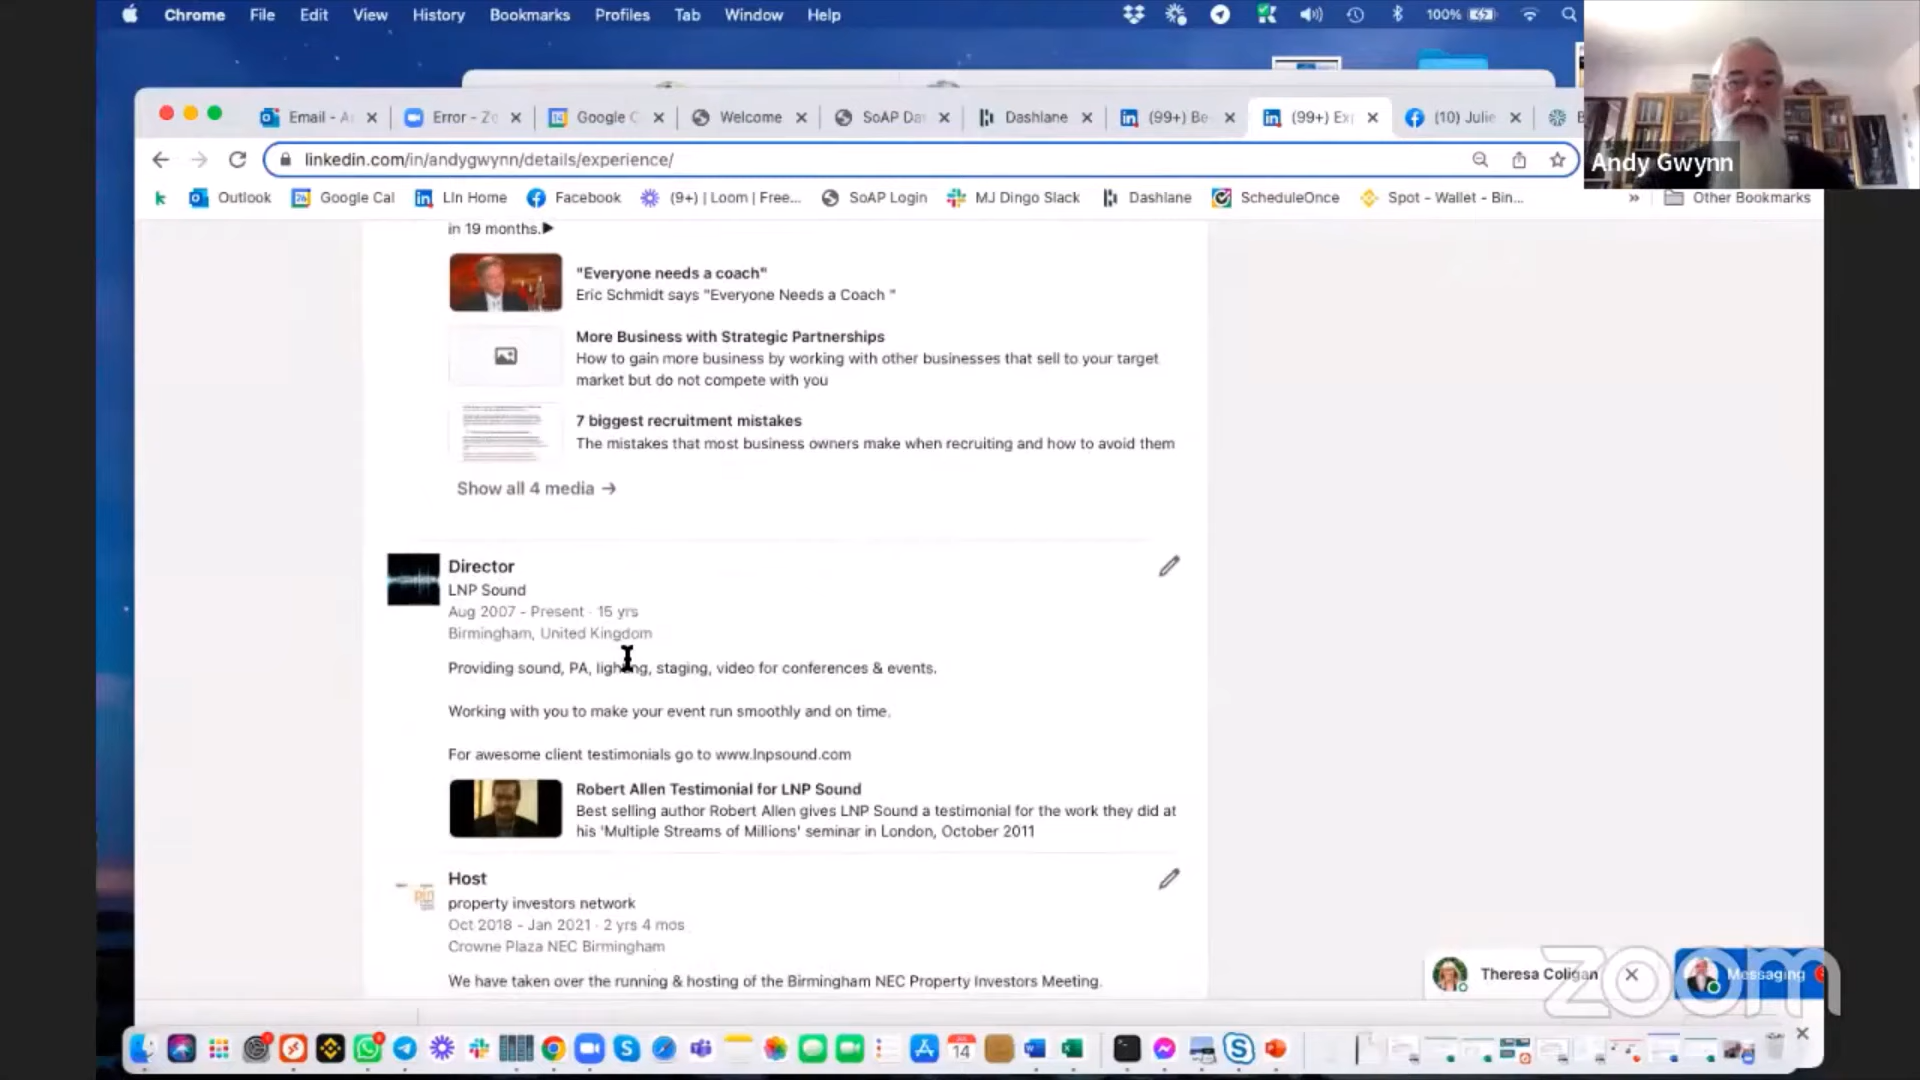 Chrome File Edit View History Bookmarks Profiles Tab Window Help 100%
Email - A Error - Zo Google C Welcome SoAP Da Dashlane (99+) Be (99+) Ex (10) Julie
linkedin.com/in/andygwynn/details/experience/
Andy Gwynn
Outlook Google Cal LIn Home Facebook (9+) | Loom | Free... SoAP Login MJ Dingo Slack Dashlane ScheduleOnce Spot - Wallet - Bin... » Other Bookmarks
in 19 months.►
"Everyone needs a coach"
Eric Schmidt says "Everyone Needs a Coach "
More Business with Strategic Partnerships
How to gain more business by working with other businesses that sell to your target
market but do not compete with you
7 biggest recruitment mistakes
The mistakes that most business owners make when recruiting and how to avoid them
Show all 4 media →
Director
LNP Sound
Aug 2007 - Present · 15 yrs
Birmingham, United Kingdom
Providing sound, PA, lighting, staging, video for conferences & events.
Working with you to make your event run smoothly and on time.
For awesome client testimonials go to www.lnpsound.com
Robert Allen Testimonial for LNP Sound
Best selling author Robert Allen gives LNP Sound a testimonial for the work they did at
his 'Multiple Streams of Millions' seminar in London, October 2011
Host
pin
property investors network
Oct 2018 - Jan 2021 · 2 yrs 4 mos
Crowne Plaza NEC Birmingham
We have taken over the running & hosting of the Birmingham NEC Property Investors Meeting.
Theresa Coligan
Messaging
zoom
14